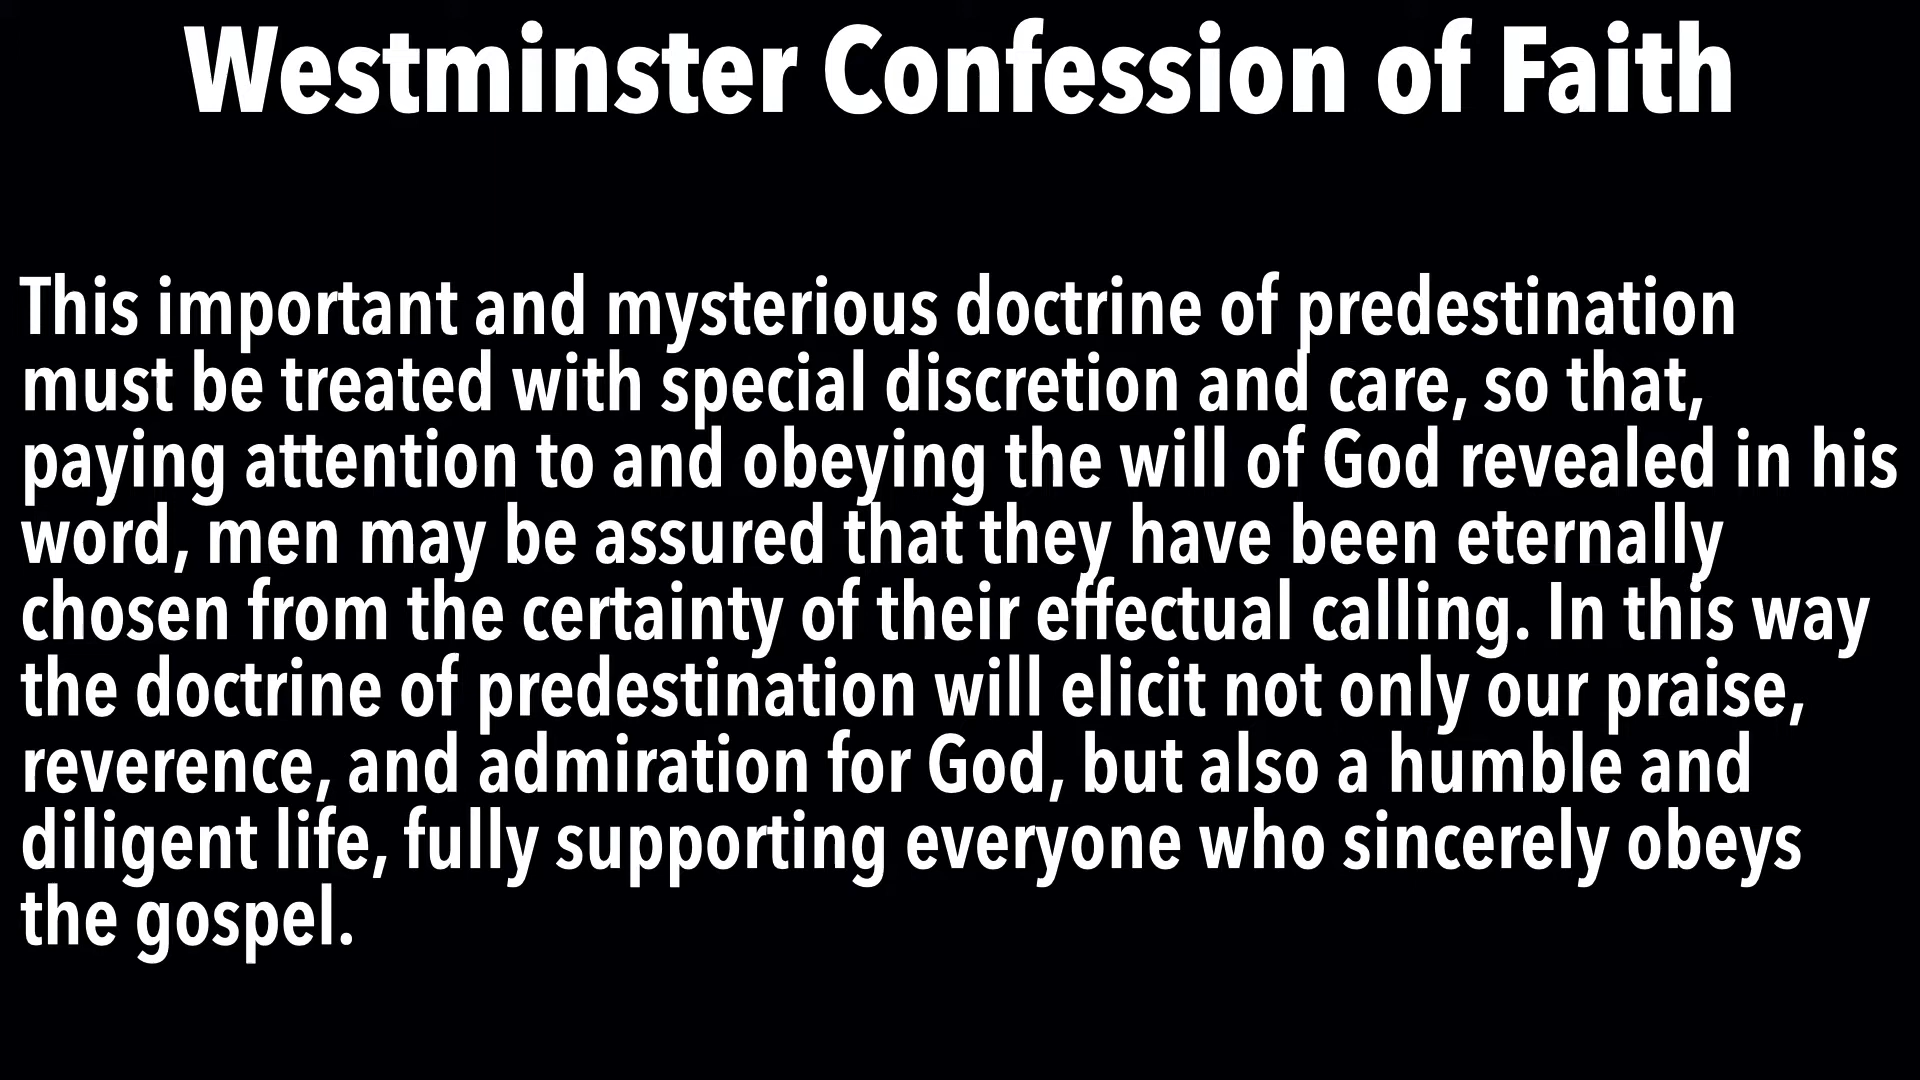 Westminster Confession of Faith
This important and mysterious doctrine of predestination
must be treated with special discretion and care, so that,
paying attention to and obeying the will of God revealed in his
word, men may be assured that they have been eternally
chosen from the certainty of their effectual calling. In this way
the doctrine of predestination will elicit not only our praise,
reverence, and admiration for God, but also a humble and
diligent life, fully supporting everyone who sincerely obeys
the gospel.